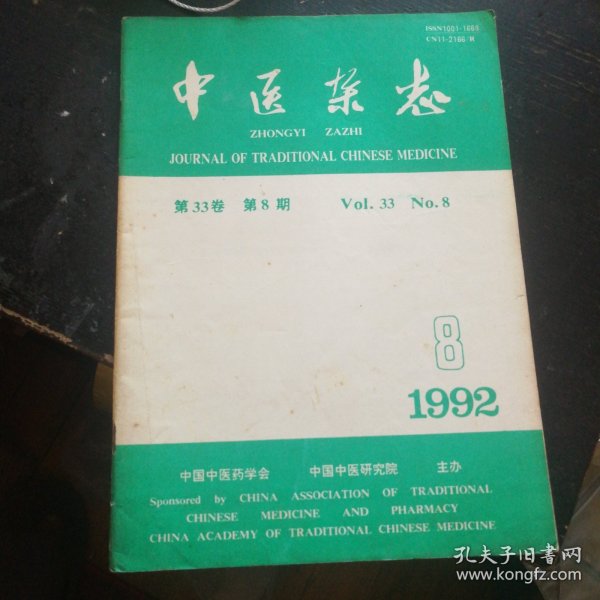 ISSN1001-1668
CN11-2166/R
中医杂志
ZHONGYI ZAZHI
JOURNAL OF TRADITIONAL CHINESE MEDICINE
第33卷 第8期 Vol. 33 No. 8
8
1992
中国中医药学会 中国中医研究院 主办
Sponsored by CHINA ASSOCIATION OF TRADITIONAL
CHINESE MEDICINE AND PHARMACY
CHINA ACADEMY OF TRADITIONAL CHINESE MEDICINE
孔夫子旧书网
www.kongfz.com